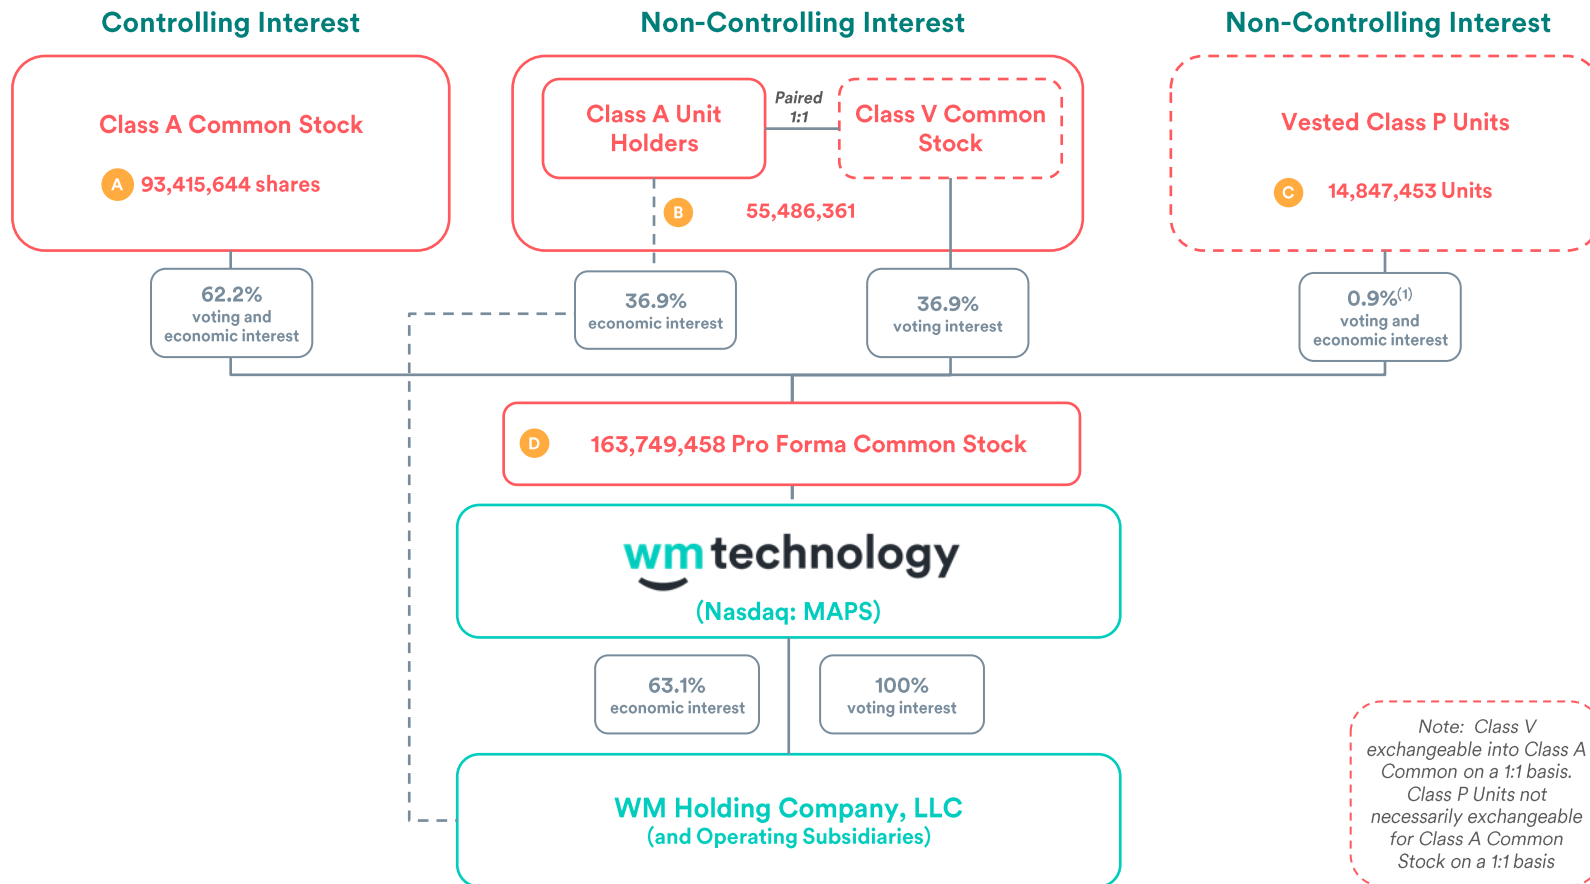 Controlling Interest
Non-Controlling Interest
Non-Controlling Interest
Class A Common Stock
A 93,415,644 shares
Class A Unit
Holders
Paired
1:1
Class V Common
Stock
B 55,486,361
Vested Class P Units
C 14,847,453 Units
62.2%
voting and
economic interest
36.9%
economic interest
36.9%
voting interest
0.9%(1)
voting and
economic interest
D 163,749,458 Pro Forma Common Stock
wm technology
(Nasdaq: MAPS)
63.1%
economic interest
100%
voting interest
WM Holding Company, LLC
(and Operating Subsidiaries)
Note: Class V
exchangeable into Class A
Common on a 1:1 basis.
Class P Units not
necessarily exchangeable
for Class A Common
Stock on a 1:1 basis